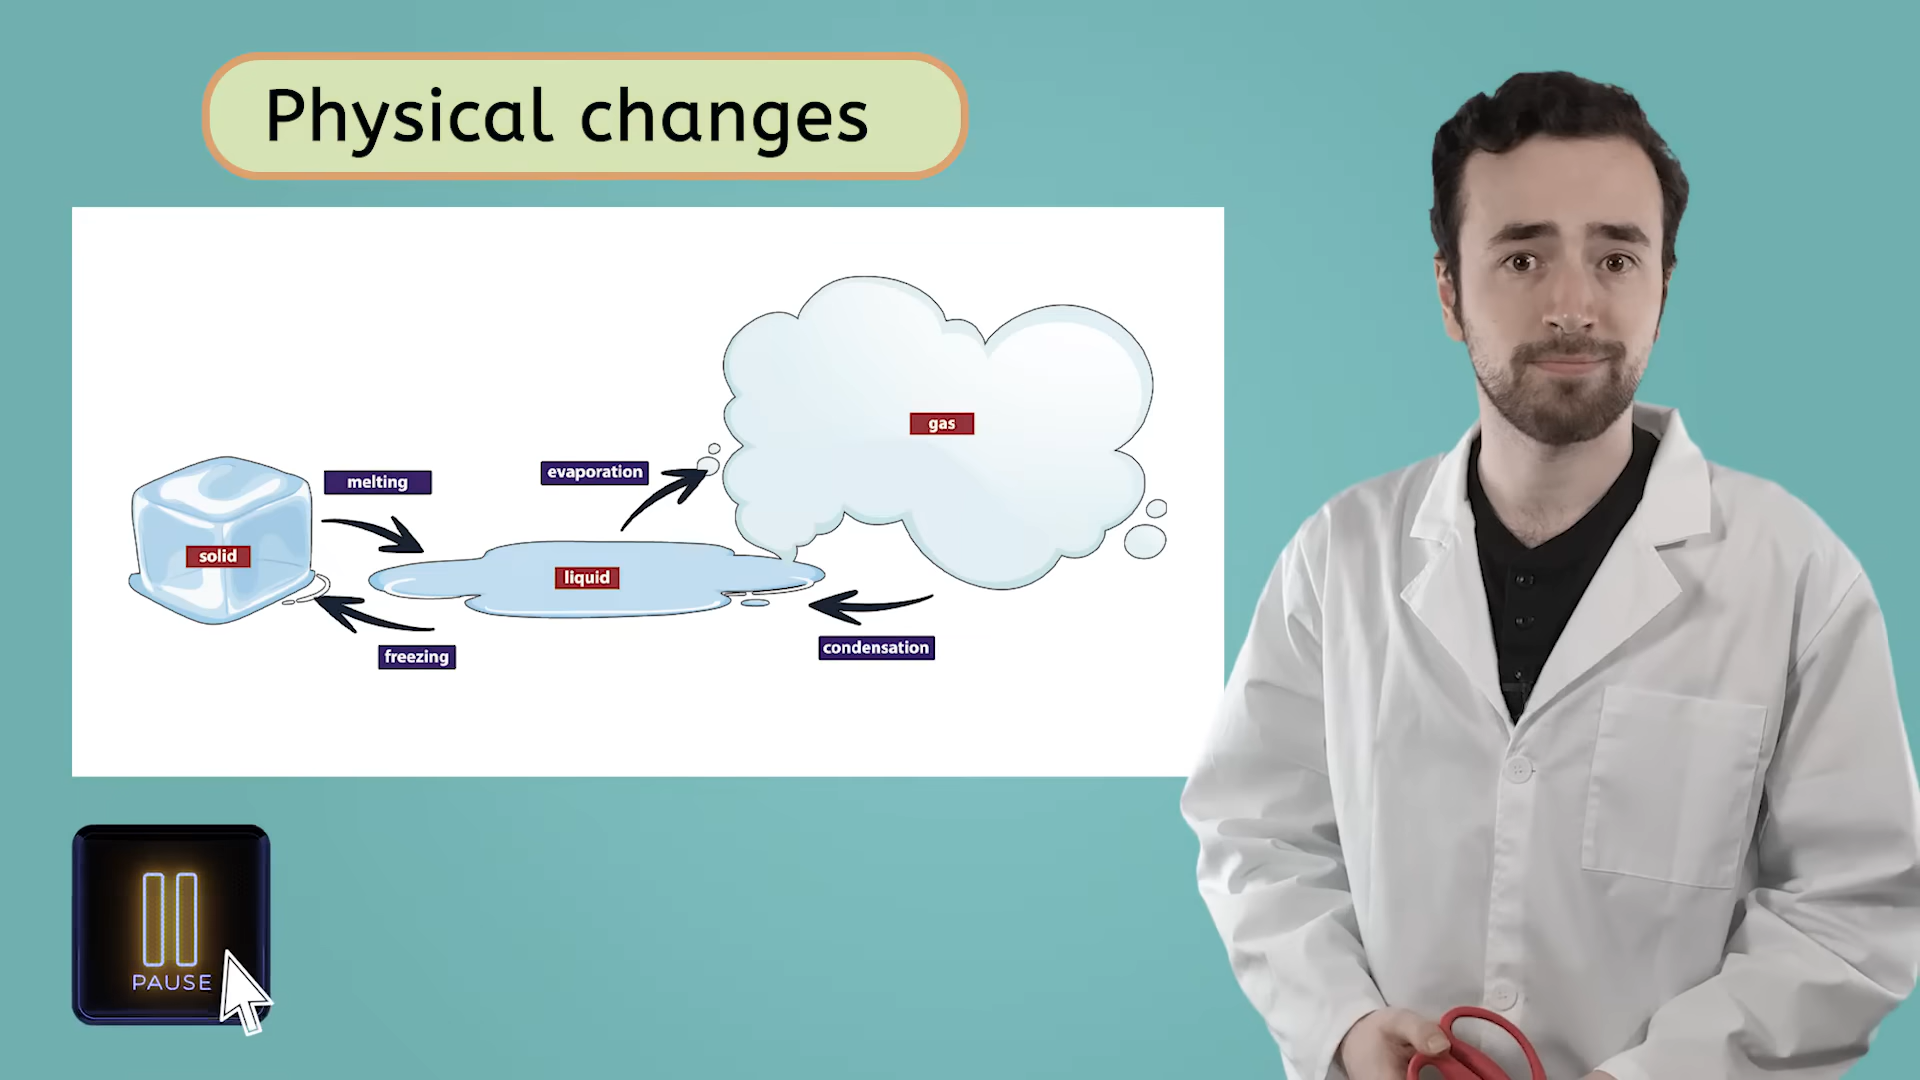 Physical changes
gas
evaporation
melting
solid
liquid
condensation
freezing
PAUSE